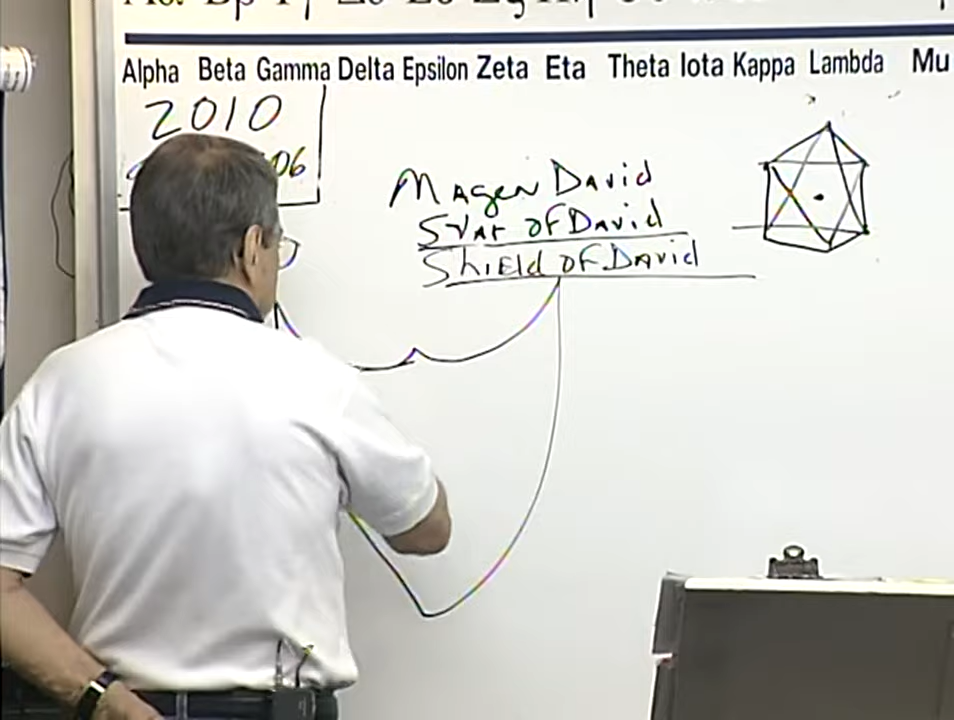 Alpha Beta Gamma Delta Epsilon Zeta Eta Theta Iota Kappa Lambda Mu
2010
06
Magen David
Star of David
Shield of David